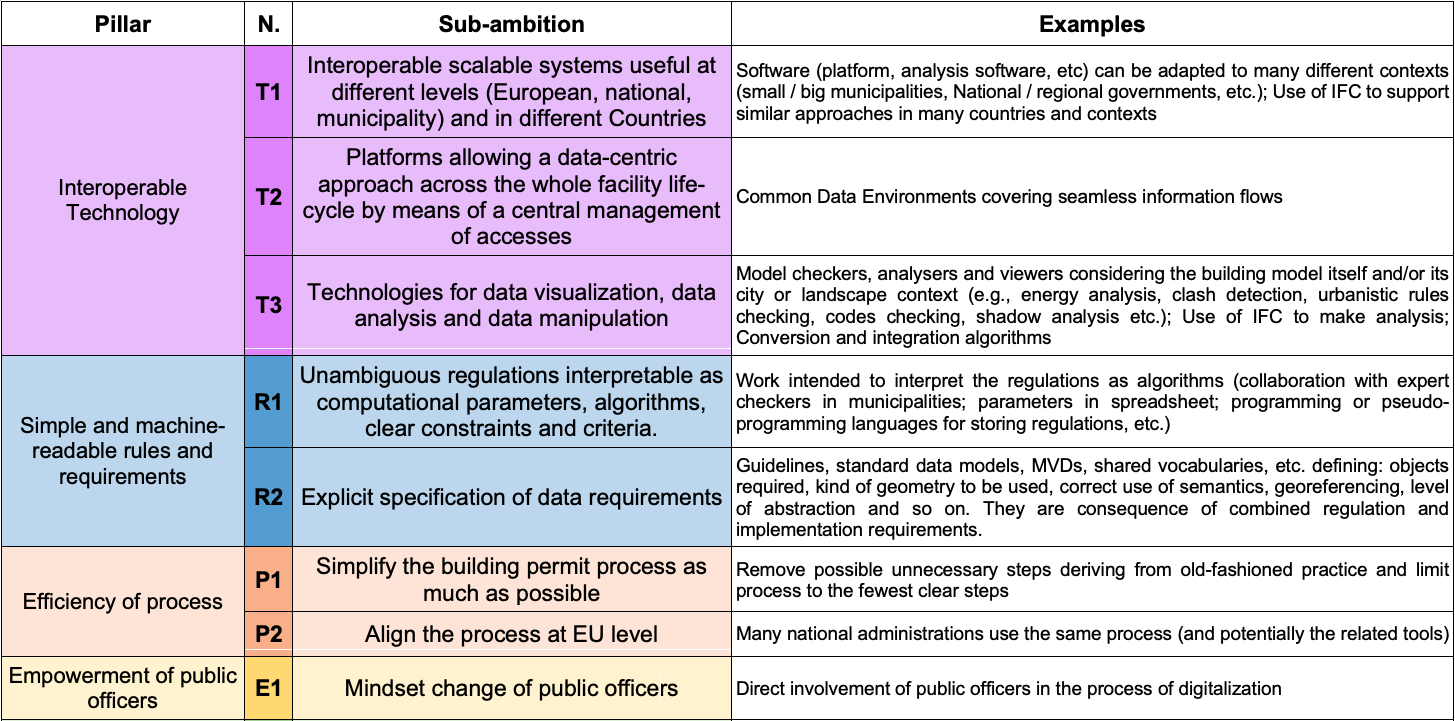 Pillar
N.
Sub-ambition
Examples
Interoperable
Technology
T1
Interoperable scalable systems useful at
different levels (European, national,
municipality) and in different Countries
Software (platform, analysis software, etc) can be adapted to many different contexts
(small / big municipalities, National / regional governments, etc.); Use of IFC to support
similar approaches in many countries and contexts
T2
Platforms allowing a data-centric
approach across the whole facility life-
cycle by means of a central management
of accesses
Common Data Environments covering seamless information flows
T3
Technologies for data visualization, data
analysis and data manipulation
Model checkers, analysers and viewers considering the building model itself and/or its
city or landscape context (e.g., energy analysis, clash detection, urbanistic rules
checking, codes checking, shadow analysis etc.); Use of IFC to make analysis;
Conversion and integration algorithms
Simple and machine-
readable rules and
requirements
R1
Unambiguous regulations interpretable as
computational parameters, algorithms,
clear constraints and criteria.
Work intended to interpret the regulations as algorithms (collaboration with expert
checkers in municipalities; parameters in spreadsheet; programming or pseudo-
programming languages for storing regulations, etc.)
R2
Explicit specification of data requirements
Guidelines, standard data models, MVDs, shared vocabularies, etc. defining: objects
required, kind of geometry to be used, correct use of semantics, georeferencing, level
of abstraction and so on. They are consequence of combined regulation and
implementation requirements.
Efficiency of process
P1
Simplify the building permit process as
much as possible
Remove possible unnecessary steps deriving from old-fashioned practice and limit
process to the fewest clear steps
P2
Align the process at EU level
Many national administrations use the same process (and potentially the related tools)
Empowerment of public
officers
E1
Mindset change of public officers
Direct involvement of public officers in the process of digitalization